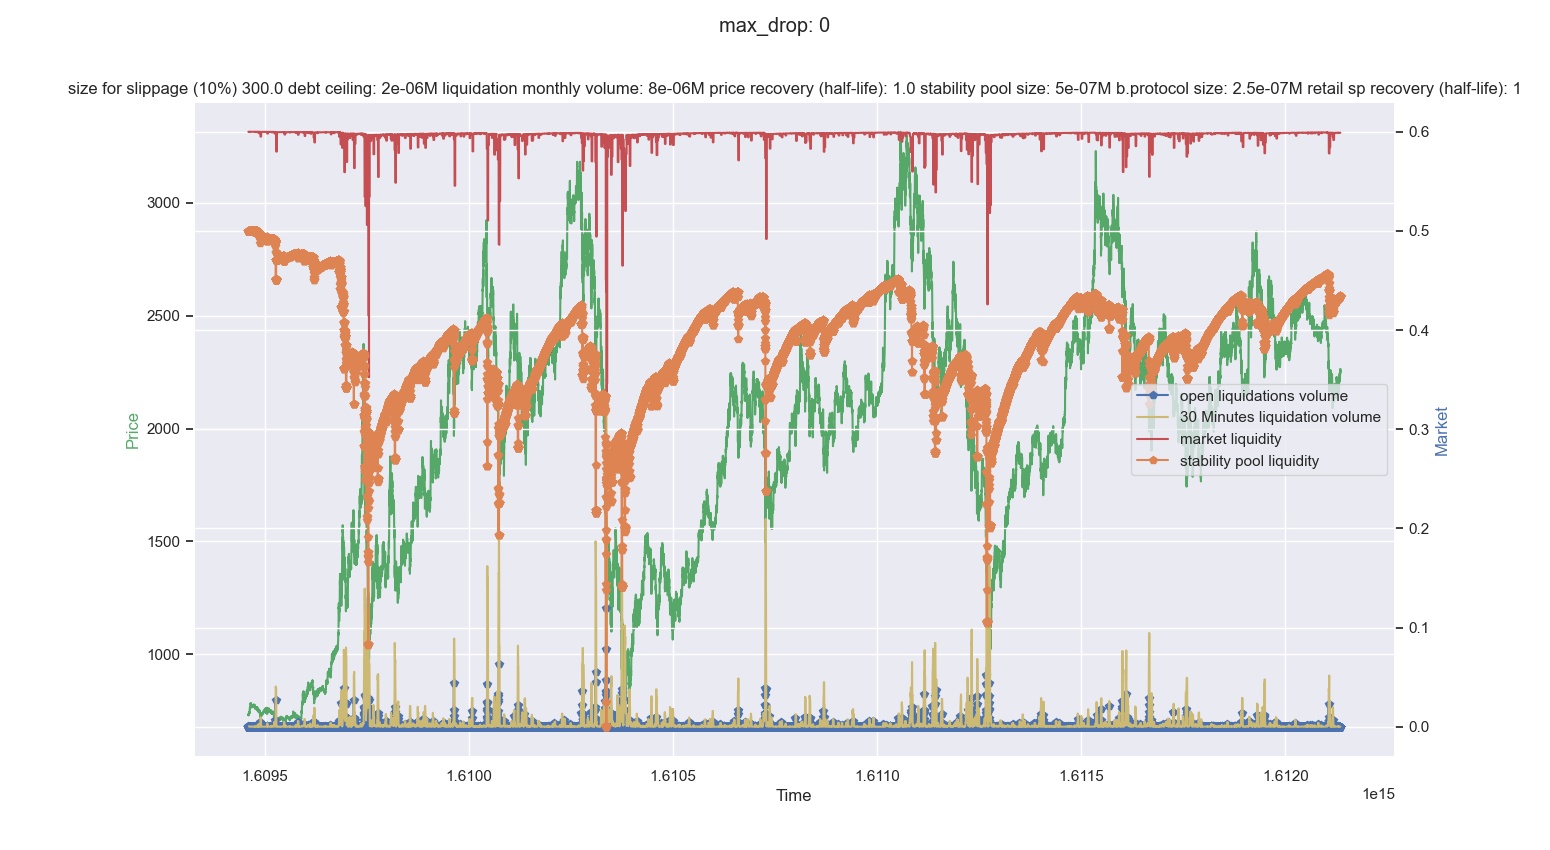 max_drop: 0
size for slippage (10%) 300.0 debt ceiling: 2e-06M liquidation monthly volume: 8e-06M price recovery (half-life): 1.0 stability pool size: 5e-07M b.protocol size: 2.5e-07M retail sp recovery (half-life): 1
3000
2500
2000
1500
1000
Price
0.6
0.5
0.4
0.3
0.2
0.1
0.0
Market
open liquidations volume
30 Minutes liquidation volume
market liquidity
stability pool liquidity
1.6095 1.6100 1.6105 1.6110 1.6115 1.6120
Time
1e15